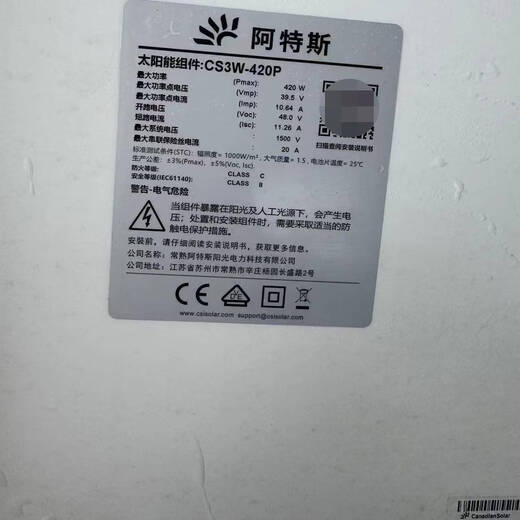 阿特斯
太阳能组件:CS3W-420P
最大功率 (Pmax): 420 W
最大功率点电压 (Vmp): 39.5 V
最大功率点电流 (Imp): 10.64 A
开路电压 (Voc): 48.0 V
短路电流 (Isc): 11.26 A
最大系统电压 1500 V
最大串联保险丝电流 20 A
标准测试条件(STC): 辐照度= 1000W/m², 大气质量= 1.5, 电池片温度= 25℃
生产公差: ±3%(Pmax), ±5%(Voc, Isc).
防火等级: CLASS C
安全等级(IEC61140): CLASS II
扫描查阅安装说明书
警告-电气危险
当组件暴露在阳光及人工光源下，会产生电
压；处置和安装组件时，需要采取适当的防
触电保护措施。
安装前，请仔细阅读安装说明书，获取更多信息。
公司名称：常熟阿特斯阳光电力科技有限公司
公司地址：江苏省苏州市常熟市辛庄杨园长盛路2号
CE
www.csisolar.com support@csisolar.com
CanadianSolar